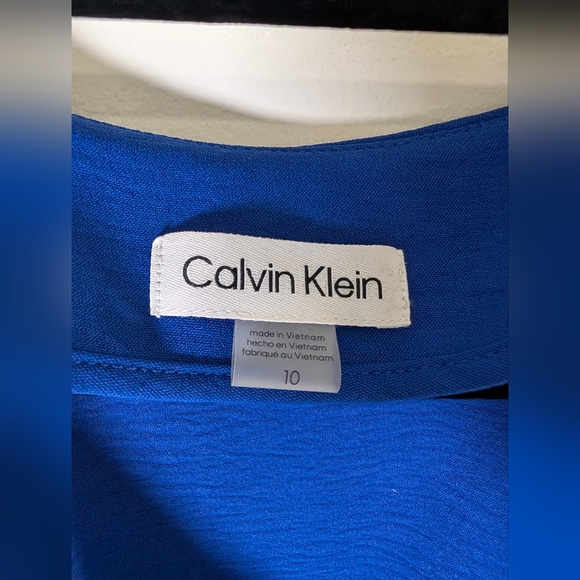 Calvin Klein
made in Vietnam
hecho en Vietnam
fabriqué au Vietnam
10